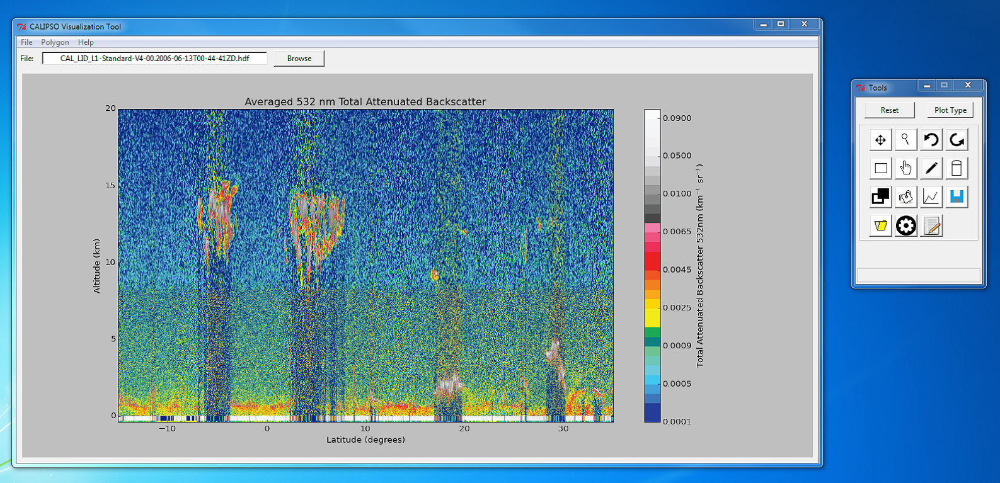 CALIPSO Visualization Tool
File Polygon Help
File: CAL_LID_L1-Standard-V4-00.2006-06-13T00-44-41ZD.hdf Browse
Averaged 532 nm Total Attenuated Backscatter
20
15
10
5
0
Altitude (km)
−10 0 10 20 30
Latitude (degrees)
0.0900
0.0500
0.0100
0.0065
0.0045
0.0025
0.0009
0.0005
0.0001
Total Attenuated Backscatter 532nm (km⁻¹ sr⁻¹)
Tools
Reset Plot Type